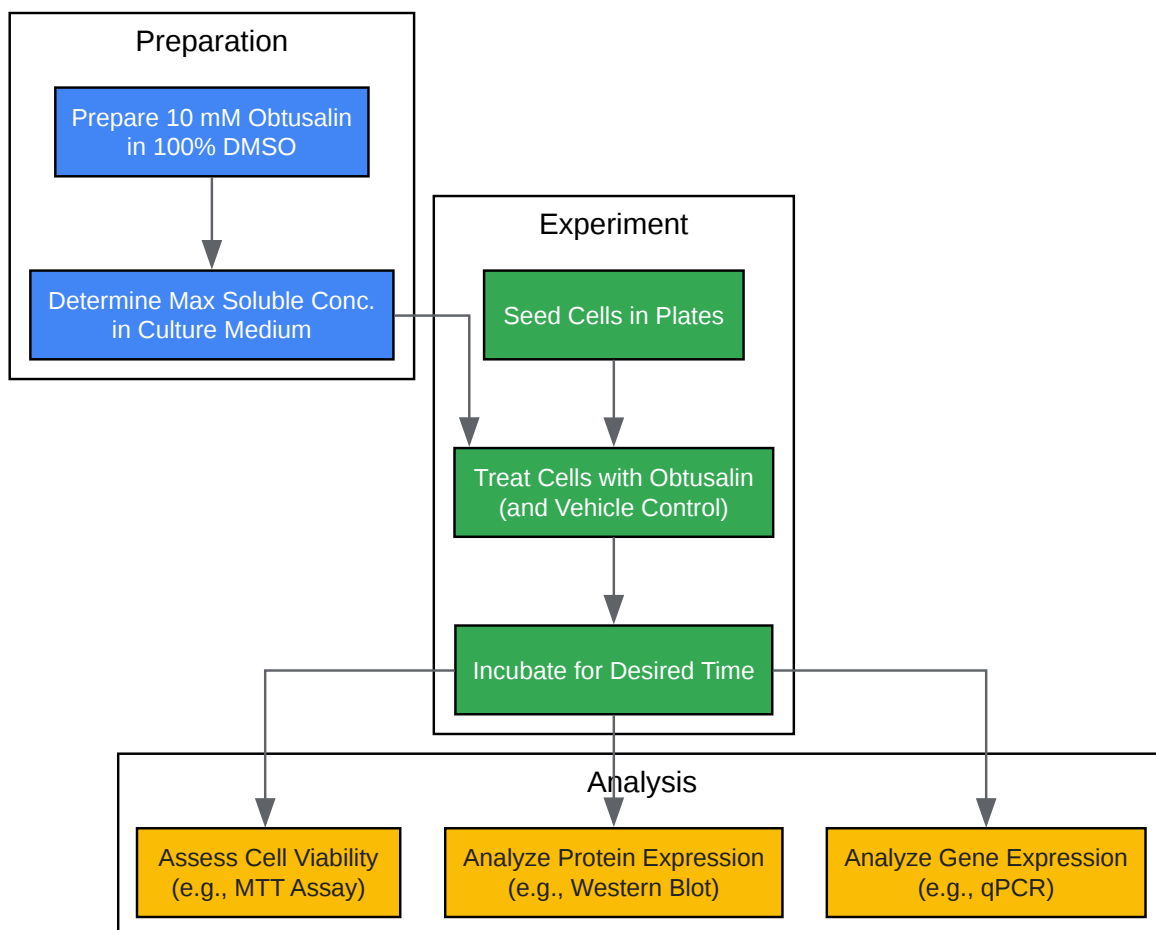 Preparation
Prepare 10 mM Obtusalin
in 100% DMSO
Determine Max Soluble Conc.
in Culture Medium
Experiment
Seed Cells in Plates
Treat Cells with Obtusalin
(and Vehicle Control)
Incubate for Desired Time
Analysis
Assess Cell Viability
(e.g., MTT Assay)
Analyze Protein Expression
(e.g., Western Blot)
Analyze Gene Expression
(e.g., qPCR)